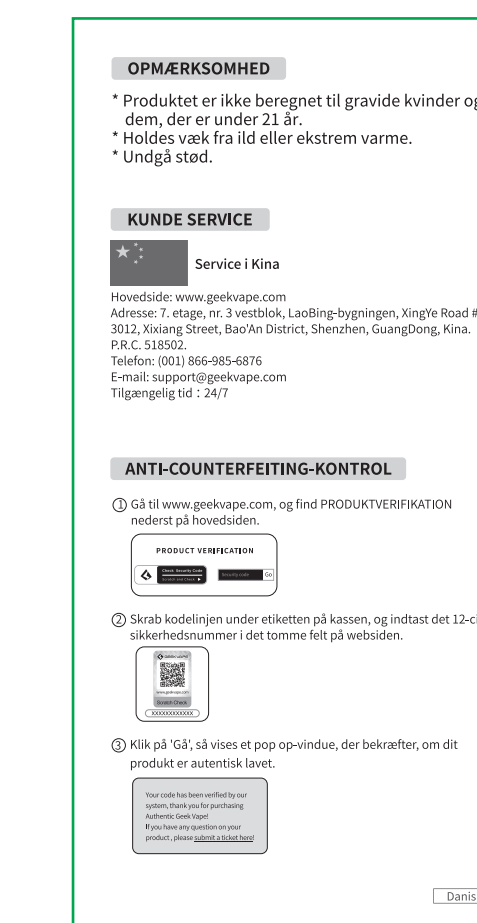 OPMÆRKSOMHED
* Produktet er ikke beregnet til gravide kvinder og
dem, der er under 21 år.
* Holdes væk fra ild eller ekstrem varme.
* Undgå stød.
KUNDE SERVICE
Service i Kina
Hovedside: www.geekvape.com
Adresse: 7. etage, nr. 3 vestblok, LaoBing-bygningen, XingYe Road #
3012, Xixiang Street, Bao'An District, Shenzhen, GuangDong, Kina.
P.R.C. 518502.
Telefon: (001) 866-985-6876
E-mail: support@geekvape.com
Tilgængelig tid：24/7
ANTI-COUNTERFEITING-KONTROL
① Gå til www.geekvape.com, og find PRODUKTVERIFIKATION
nederst på hovedsiden.
PRODUCT VERIFICATION
Check Security Code
Scratch and Check
Security code
Go
② Skrab kodelinjen under etiketten på kassen, og indtast det 12-ci
sikkerhedsnummer i det tomme felt på websiden.
GEEKVAPE
www.geekvape.com
Scratch Check
XXXXXXXXXXXX
③ Klik på 'Gå', så vises et pop op-vindue, der bekræfter, om dit
produkt er autentisk lavet.
Your code has been verified by our
system, thank you for purchasing
Authentic Geek Vape!
If you have any question on your
product , please submit a ticket here!
Danis